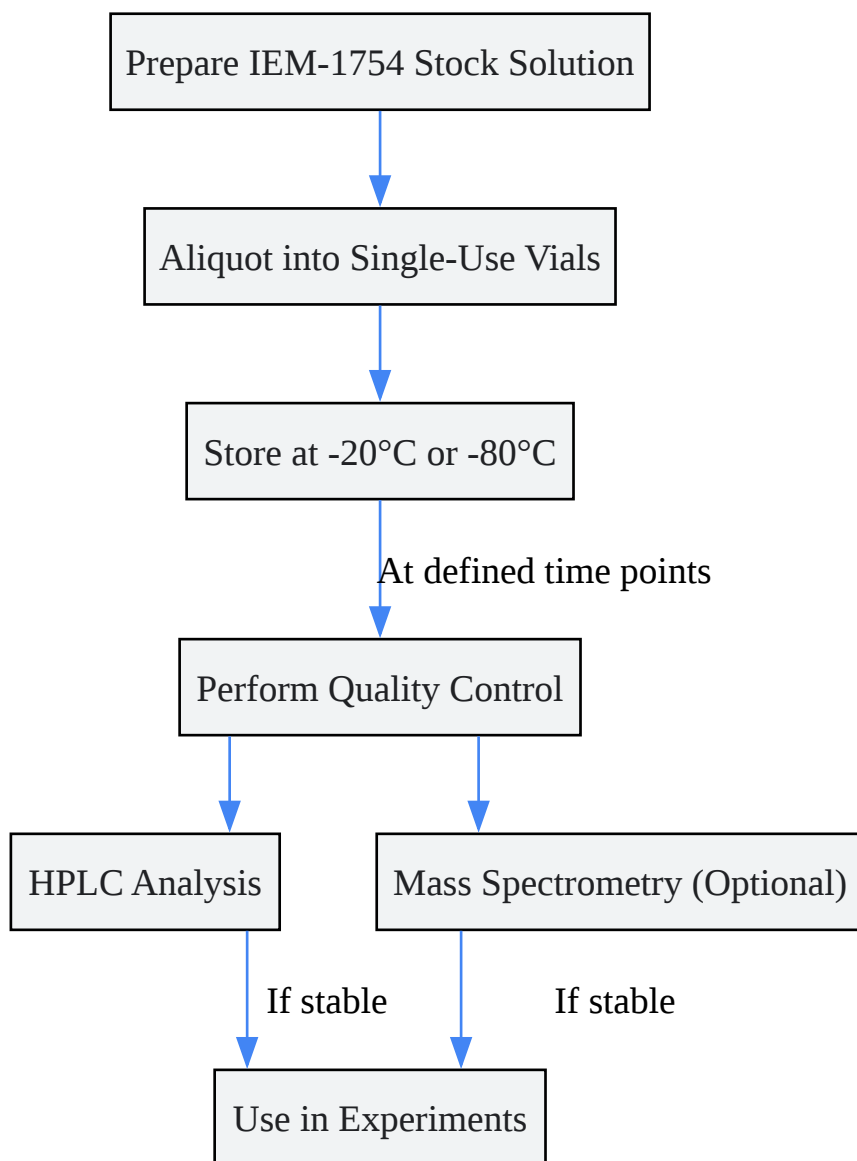 Prepare IEM-1754 Stock Solution
Aliquot into Single-Use Vials
Store at -20°C or -80°C
At defined time points
Perform Quality Control
HPLC Analysis
Mass Spectrometry (Optional)
If stable
If stable
Use in Experiments